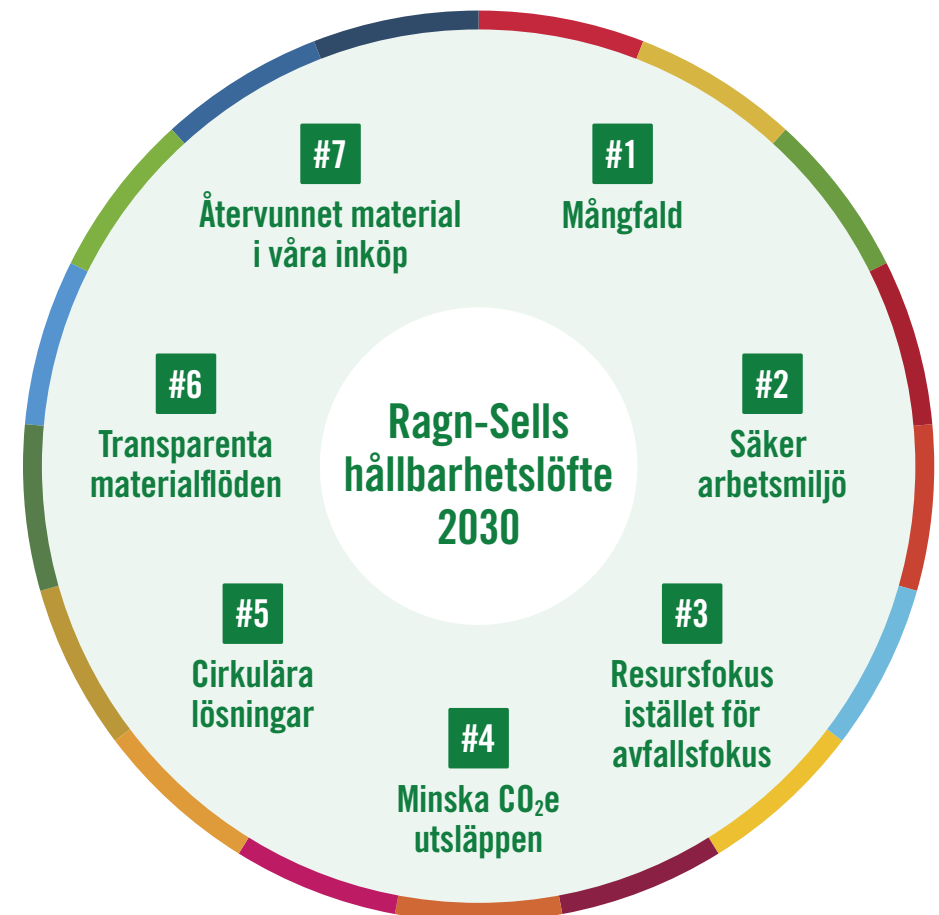 Ragn-Sells
hållbarhetslöfte
2030
#1
Mångfald
#2
Säker
arbetsmiljö
#3
Resursfokus
istället för
avfallsfokus
#4
Minska CO₂e
utsläppen
#5
Cirkulära
lösningar
#6
Transparenta
materialflöden
#7
Återvunnet material
i våra inköp